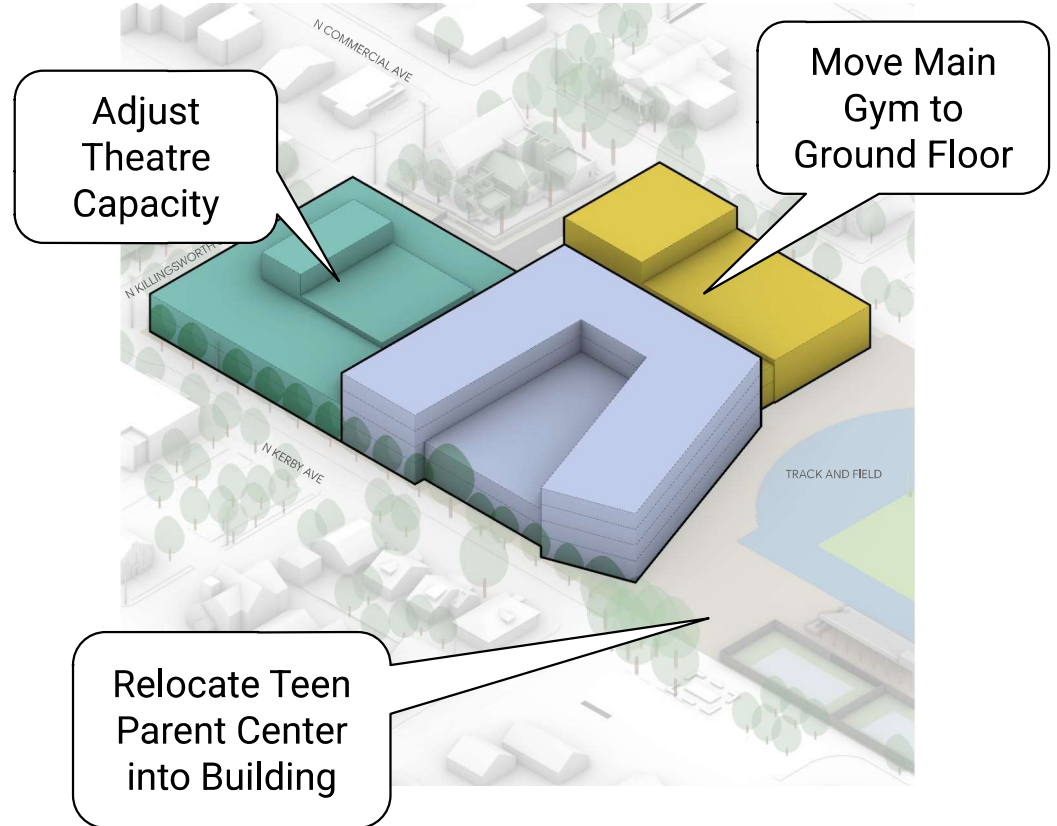 N COMMERCIAL AVE
Move Main
Gym to
Ground Floor
Adjust
Theatre
Capacity
N KILLINGSWORTH
N KERBY AVE
TRACK AND FIELD
Relocate Teen
Parent Center
into Building